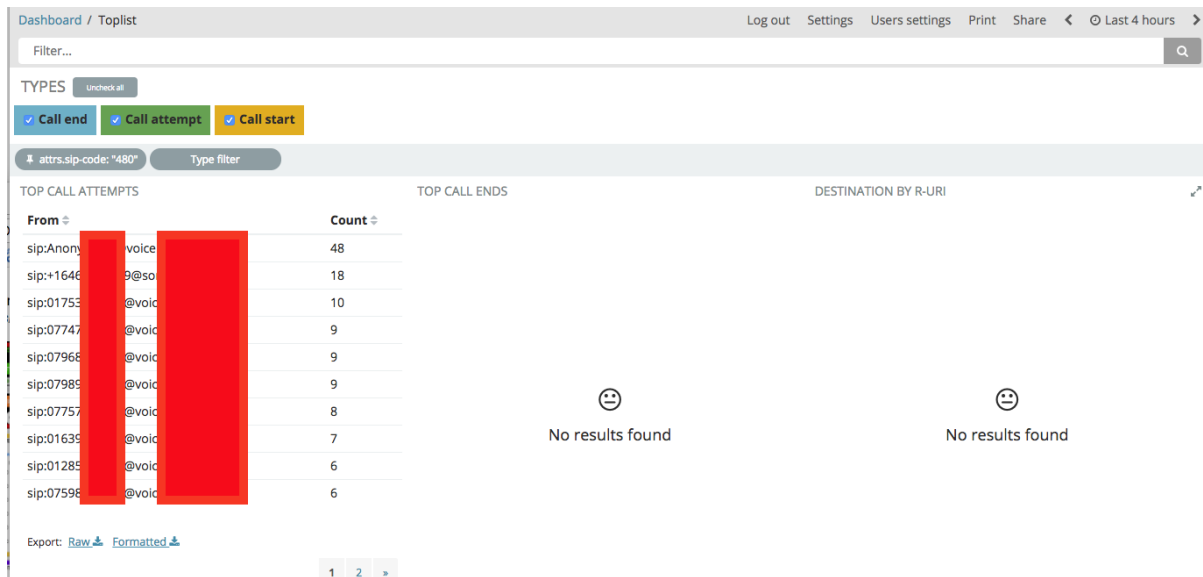 Dashboard / Toplist Log out Settings Users settings Print Share Last 4 hours
Filter...
TYPES Uncheck all
Call end Call attempt Call start
attrs.sip-code: "480" Type filter
TOP CALL ATTEMPTS TOP CALL ENDS DESTINATION BY R-URI
From Count
sip:Anony voice 48
sip:+1646 9@so 18
sip:01753 @voic 10
sip:07747 @voic 9
sip:07968 @voic 9
sip:07989 @voic 9
sip:07757 @voic 8
sip:01639 @voic 7
sip:01285 @voic 6
sip:07598 @voic 6
No results found No results found
Export: Raw Formatted
1 2 »